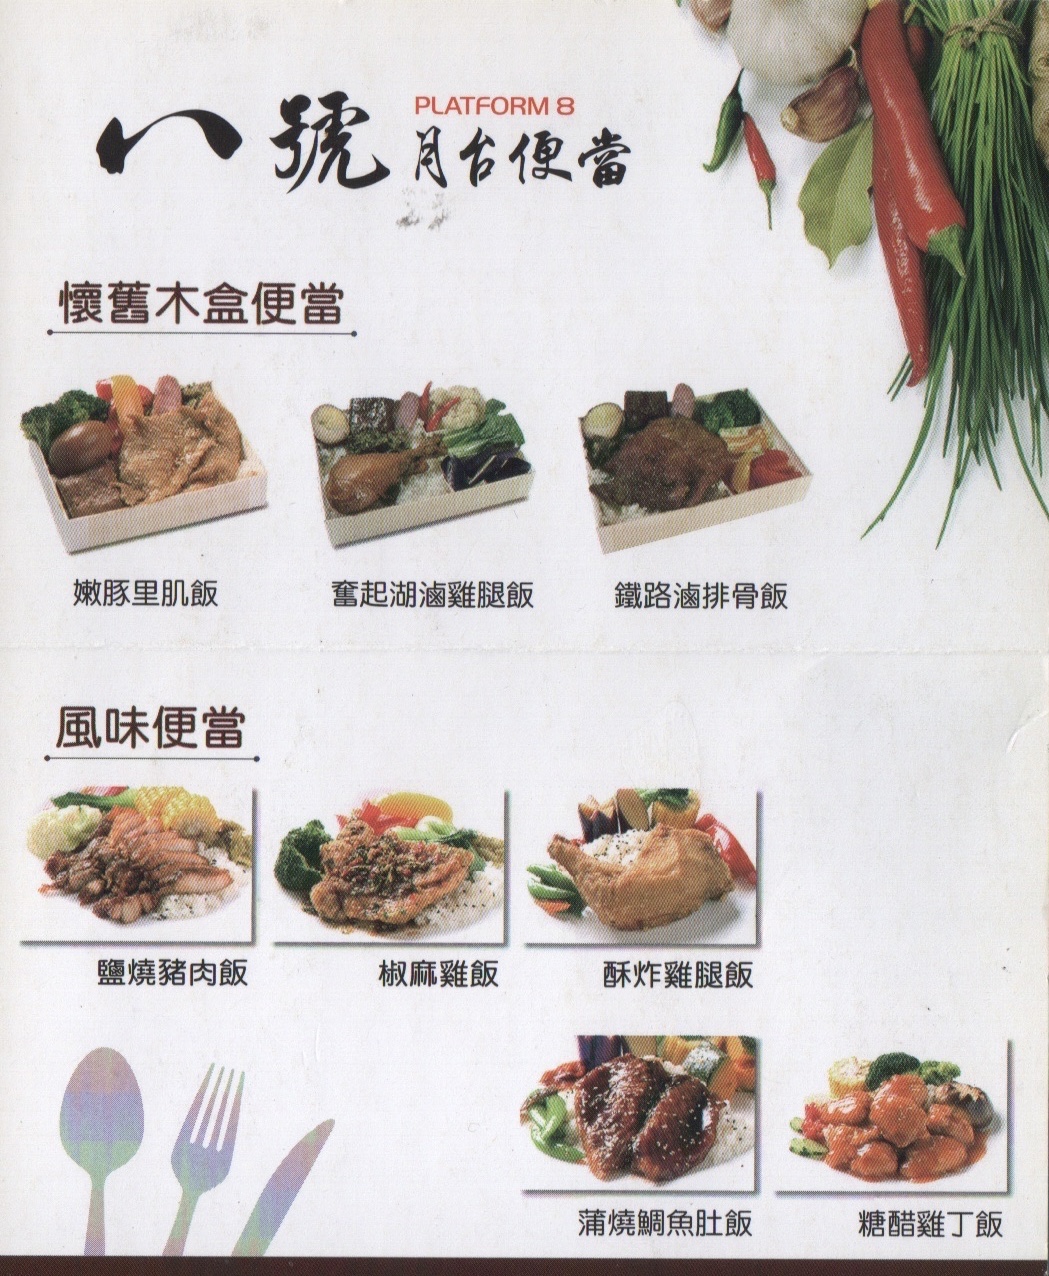 八號
PLATFORM 8
月台便當
懷舊木盒便當
嫩豚里肌飯
奮起湖滷雞腿飯
鐵路滷排骨飯
風味便當
鹽燒豬肉飯
椒麻雞飯
酥炸雞腿飯
蒲燒鯛魚肚飯
糖醋雞丁飯